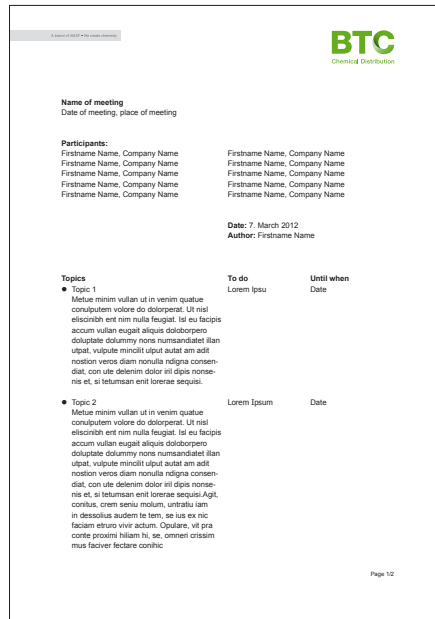 A brand of BASF – We create chemistry
BTC
Chemical Distribution
Name of meeting
Date of meeting, place of meeting
Participants:
Firstname Name, Company Name Firstname Name, Company Name
Firstname Name, Company Name Firstname Name, Company Name
Firstname Name, Company Name Firstname Name, Company Name
Firstname Name, Company Name Firstname Name, Company Name
Firstname Name, Company Name Firstname Name, Company Name
Date: 7. March 2012
Author: Firstname Name
Topics To do Until when
● Topic 1 Lorem Ipsu Date
Metue minim vullan ut in venim quatue
conulputem volore do dolorperat. Ut nisl
eliscinibh ent nim nulla feugiat. Isl eu facipis
accum vullan eugait aliquis doloborpero
doluptate dolummy nons numsandiatet illan
utpat, vulpute mincilit ulput autat am adit
nostion veros diam nonulla ndigna consen-
diat, con ute delenim dolor iril dipis nonse-
nis et, si tetumsan enit lorerae sequisi.
● Topic 2 Lorem Ipsum Date
Metue minim vullan ut in venim quatue
conulputem volore do dolorperat. Ut nisl
eliscinibh ent nim nulla feugiat. Isl eu facipis
accum vullan eugait aliquis doloborpero
doluptate dolummy nons numsandiatet illan
utpat, vulpute mincilit ulput autat am adit
nostion veros diam nonulla ndigna consen-
diat, con ute delenim dolor iril dipis nonse-
nis et, si tetumsan enit lorerae sequisi.Agit,
conitus, crem seniu molum, untratiu iam
in dessolius audem te tem, se ius ex nic
faciam etruro vivir actum. Opulare, vit pra
conte proximi hiliam hi, se, omneri crissim
mus faciver fectare conihic
Page 1/2